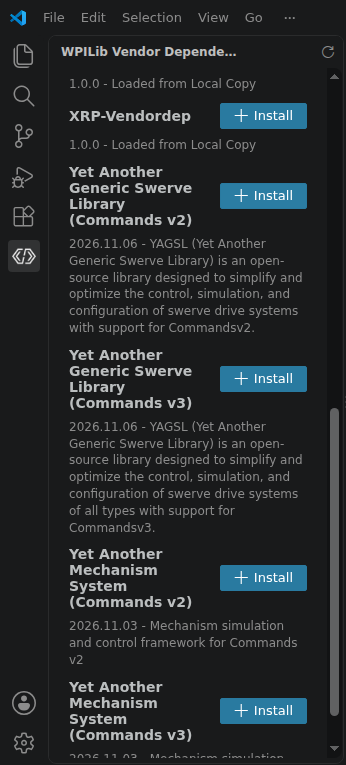 File Edit Selection View Go ···
WPILib Vendor Depende…
1.0.0 - Loaded from Local Copy
XRP-Vendordep
Install
1.0.0 - Loaded from Local Copy
Yet Another
Generic Swerve
Library
(Commands v2)
Install
2026.11.06 - YAGSL (Yet Another
Generic Swerve Library) is an open-
source library designed to simplify and
optimize the control, simulation, and
configuration of swerve drive systems
with support for Commandsv2.
Yet Another
Generic Swerve
Library
(Commands v3)
Install
2026.11.06 - YAGSL (Yet Another
Generic Swerve Library) is an open-
source library designed to simplify and
optimize the control, simulation, and
configuration of swerve drive systems
of all types with support for
Commandsv3.
Yet Another
Mechanism
System
(Commands v2)
Install
2026.11.03 - Mechanism simulation
and control framework for Commands
v2
Yet Another
Mechanism
System
(Commands v3)
Install
2026.11.03 - Mechanism simulation